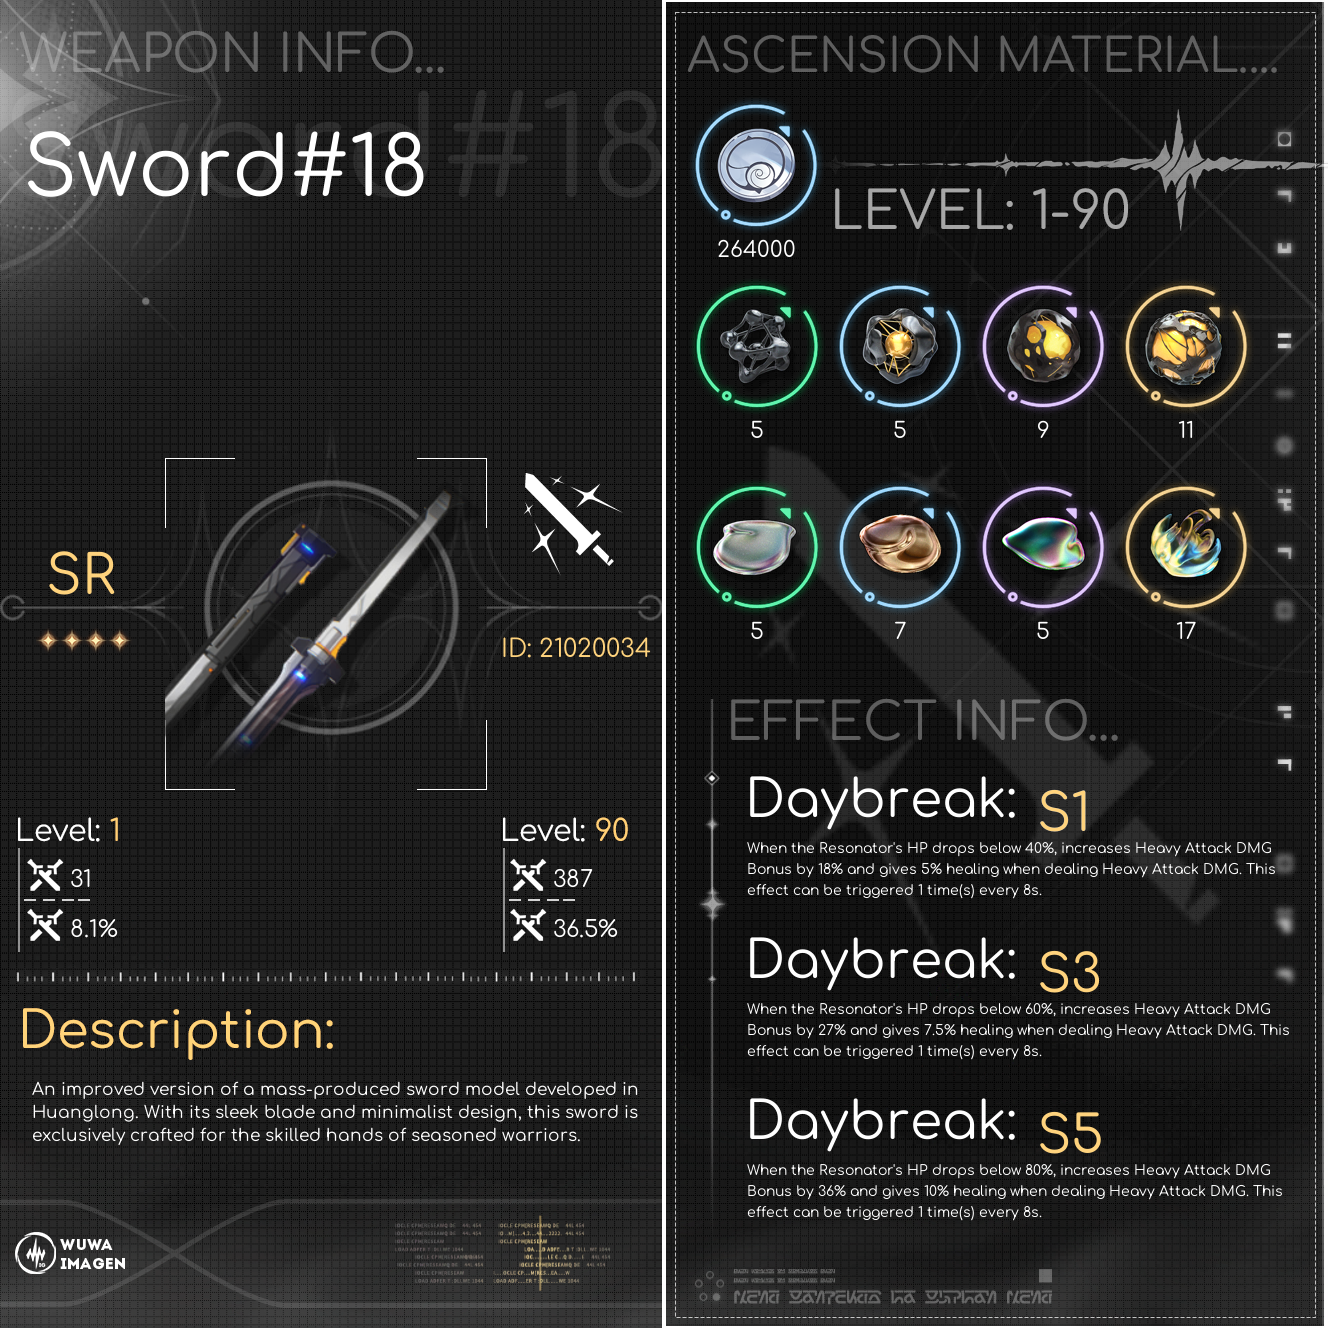 WEAPON INFO...
Sword#18
SR
ID: 21020034
Level: 1
31
8.1%
Level: 90
387
36.5%
Description:
An improved version of a mass-produced sword model developed in
Huanglong. With its sleek blade and minimalist design, this sword is
exclusively crafted for the skilled hands of seasoned warriors.
WUWA
IMAGEN
ASCENSION MATERIAL....
LEVEL: 1-90
264000
5
5
9
11
5
7
5
17
EFFECT INFO...
Daybreak: S1
When the Resonator's HP drops below 40%, increases Heavy Attack DMG
Bonus by 18% and gives 5% healing when dealing Heavy Attack DMG. This
effect can be triggered 1 time(s) every 8s.
Daybreak: S3
When the Resonator's HP drops below 60%, increases Heavy Attack DMG
Bonus by 27% and gives 7.5% healing when dealing Heavy Attack DMG. This
effect can be triggered 1 time(s) every 8s.
Daybreak: S5
When the Resonator's HP drops below 80%, increases Heavy Attack DMG
Bonus by 36% and gives 10% healing when dealing Heavy Attack DMG. This
effect can be triggered 1 time(s) every 8s.